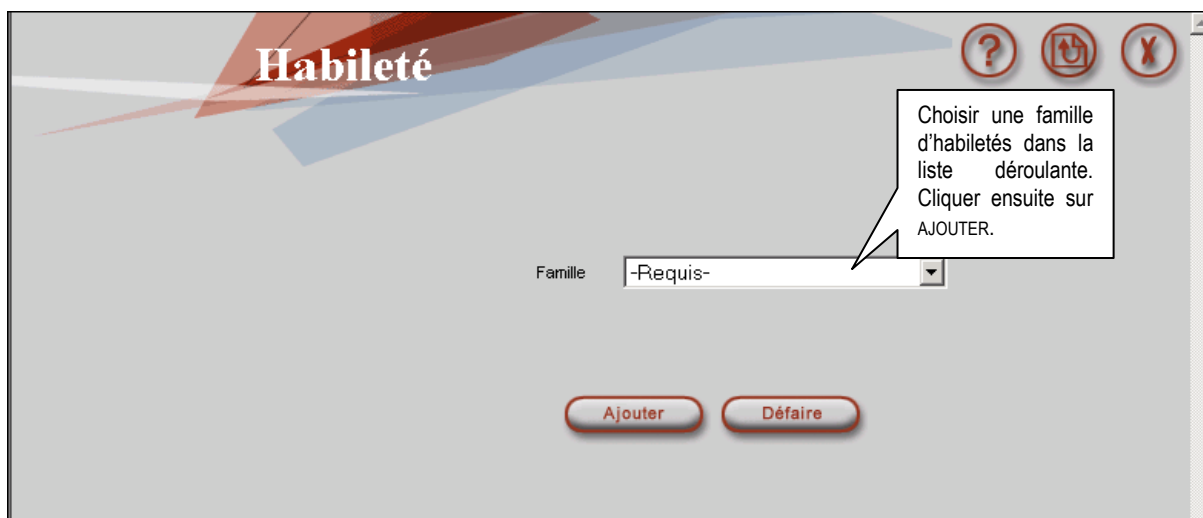 Habileté
?
X
Choisir une famille
d'habiletés dans la
liste déroulante.
Cliquer ensuite sur
AJOUTER.
Famille
-Requis-
Ajouter
Défaire